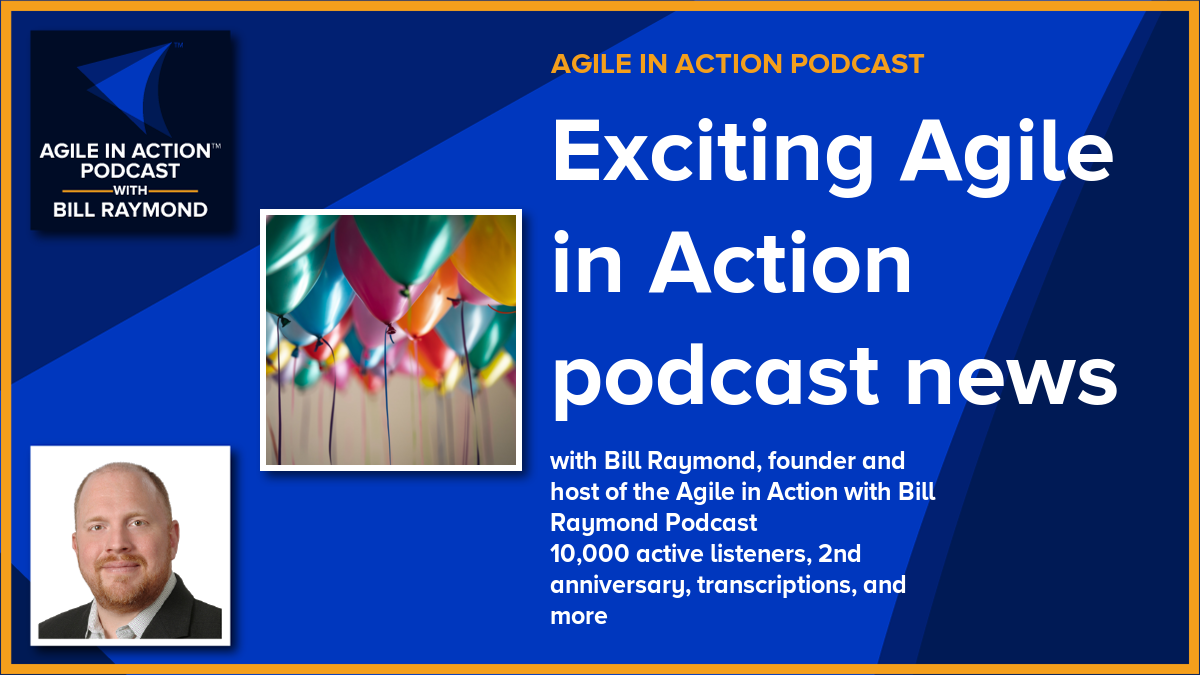 AGILE IN ACTION™
PODCAST
WITH
BILL RAYMOND
AGILE IN ACTION PODCAST
Exciting Agile
in Action
podcast news
with Bill Raymond, founder and
host of the Agile in Action with Bill
Raymond Podcast
10,000 active listeners, 2nd
anniversary, transcriptions, and
more